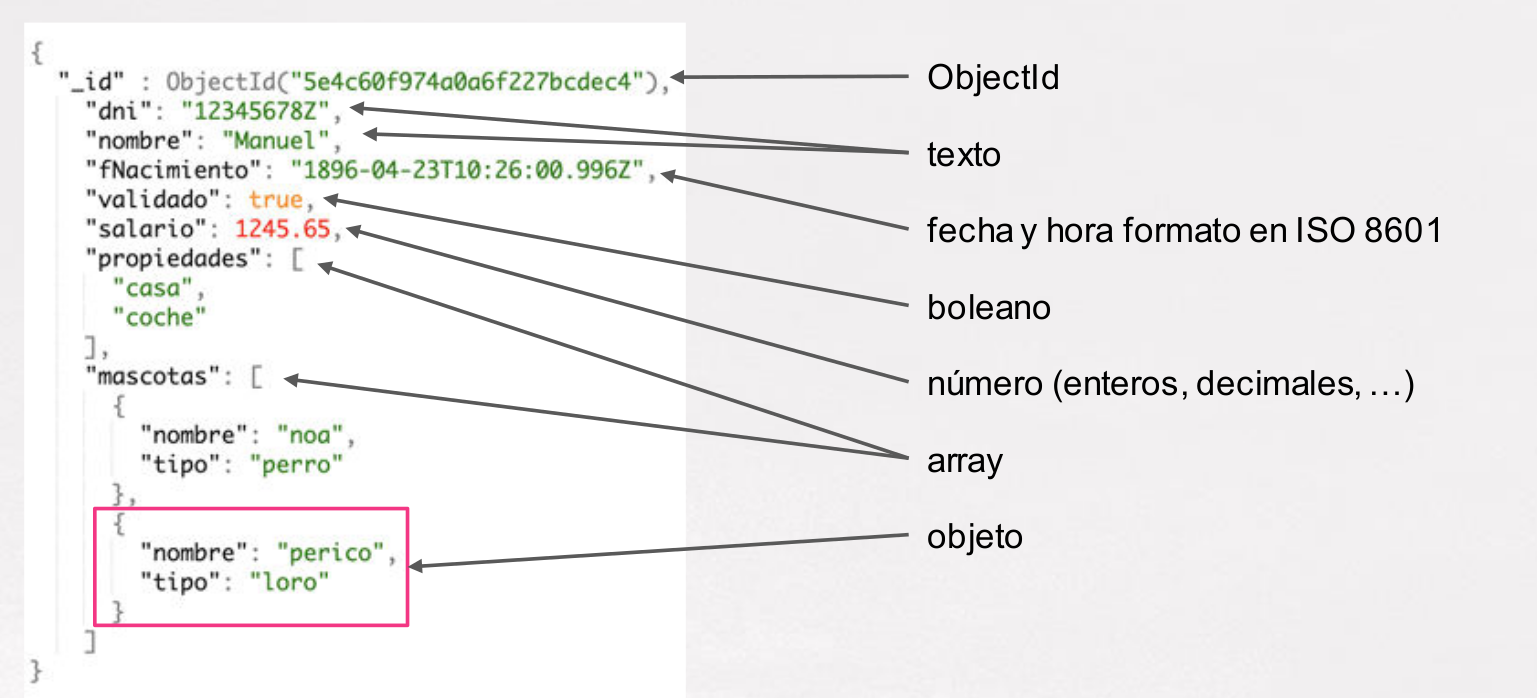 {
"_id" : ObjectId("5e4c60f974a0a6f227bcdec4"),
"dni": "12345678Z",
"nombre": "Manuel",
"fNacimiento": "1896-04-23T10:26:00.996Z",
"validado": true,
"salario": 1245.65,
"propiedades": [
"casa",
"coche"
],
"mascotas": [
{
"nombre": "noa",
"tipo": "perro"
},
{
"nombre": "perico",
"tipo": "loro"
}
]
}
ObjectId
texto
fecha y hora formato en ISO 8601
boleano
número (enteros, decimales, …)
array
objeto